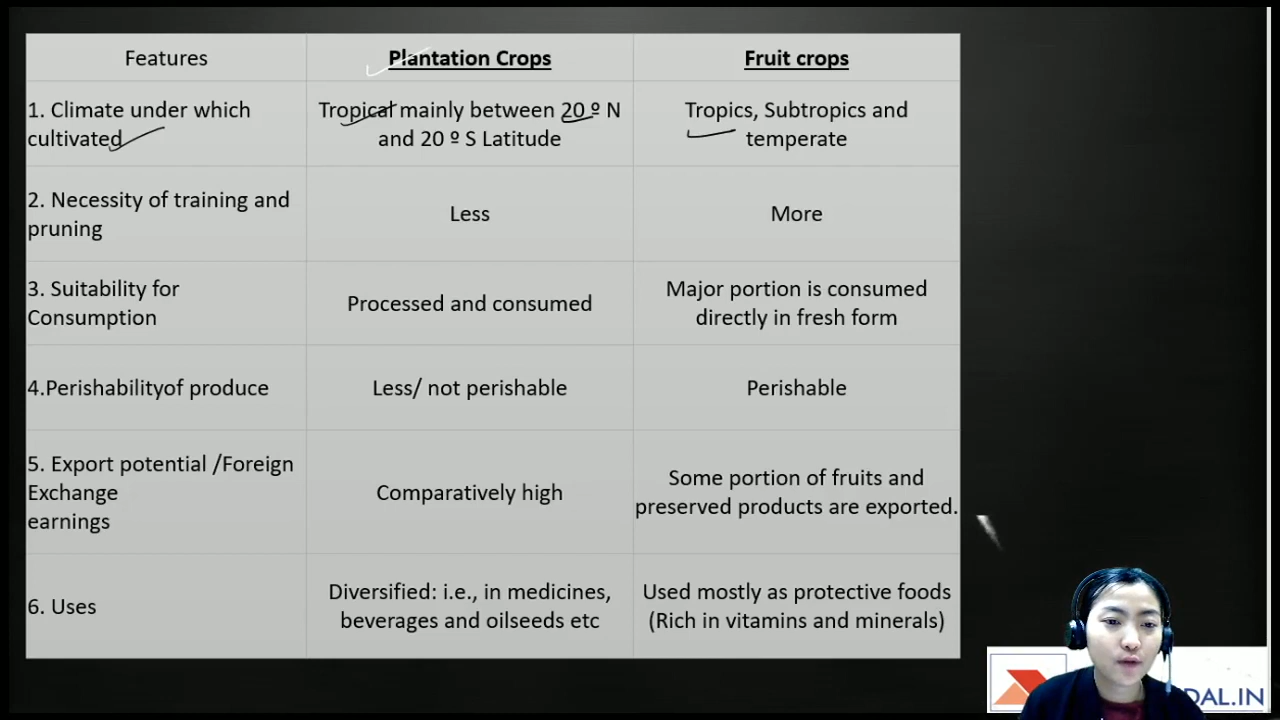 Features Plantation Crops Fruit crops
1. Climate under which
cultivated
Tropical mainly between 20 º N
and 20 º S Latitude
Tropics, Subtropics and
temperate
2. Necessity of training and
pruning
Less
More
3. Suitability for
Consumption
Processed and consumed
Major portion is consumed
directly in fresh form
4.Perishabilityof produce
Less/ not perishable
Perishable
5. Export potential /Foreign
Exchange
earnings
Comparatively high
Some portion of fruits and
preserved products are exported.
6. Uses
Diversified: i.e., in medicines,
beverages and oilseeds etc
Used mostly as protective foods
(Rich in vitamins and minerals)
DAL.IN